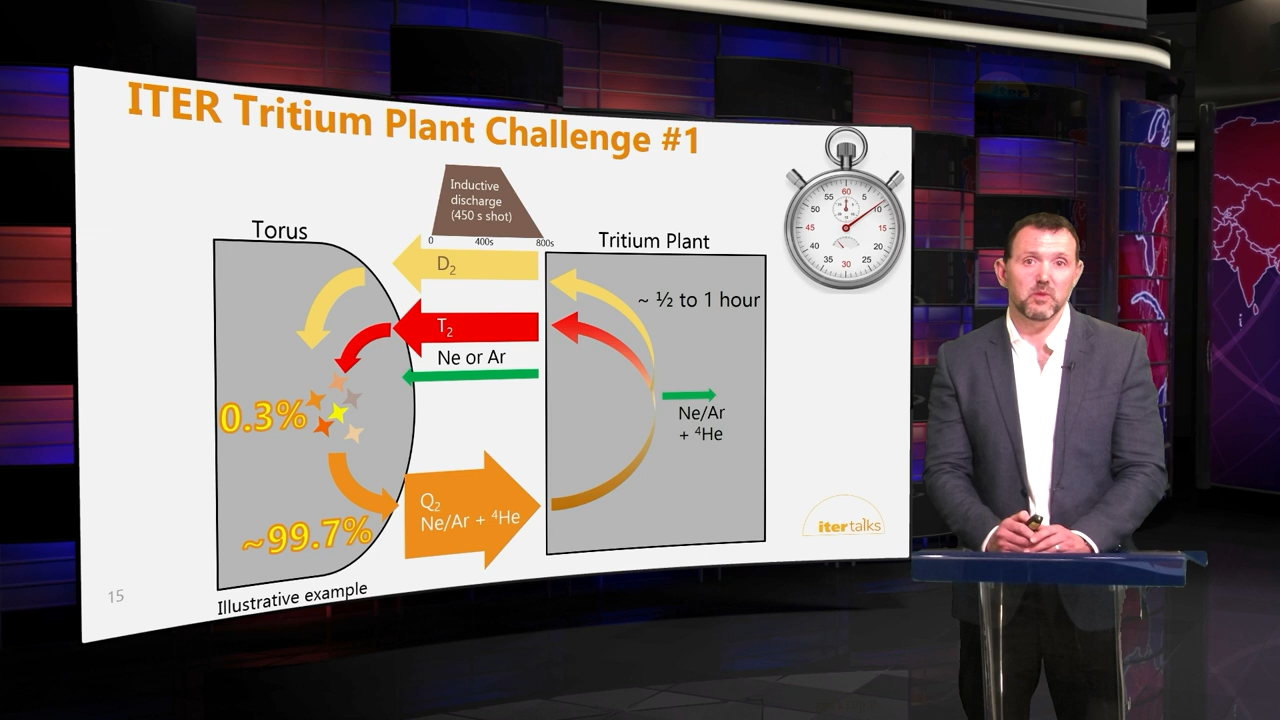 ITER Tritium Plant Challenge #1
Inductive
discharge
(450 s shot)
0 400s 800s
Torus
Tritium Plant
D2
T2
Ne or Ar
~ ½ to 1 hour
Ne/Ar
+ ⁴He
0.3%
~99.7%
Q2
Ne/Ar + ⁴He
60
5
10
15
20
25
30
35
40
45
50
55
iter talks
15
Illustrative example